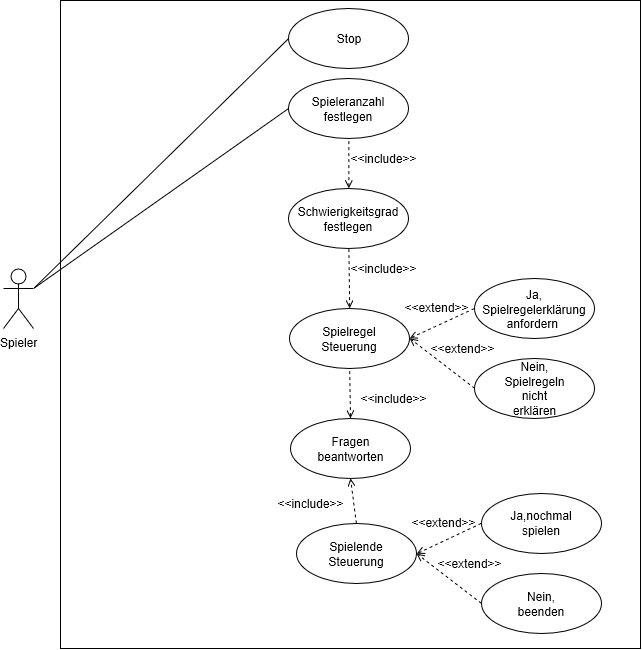 Stop
Spieleranzahl
festlegen
<<include>>
Schwierigkeitsgrad
festlegen
<<include>>
Spieler
Spielregel
Steuerung
<<extend>>
Ja,
Spielregelerklärung
anfordern
<<extend>>
Nein,
Spielregeln
nicht
erklären
<<include>>
Fragen
beantworten
<<include>>
Spielende
Steuerung
<<extend>>
Ja,nochmal
spielen
<<extend>>
Nein,
beenden